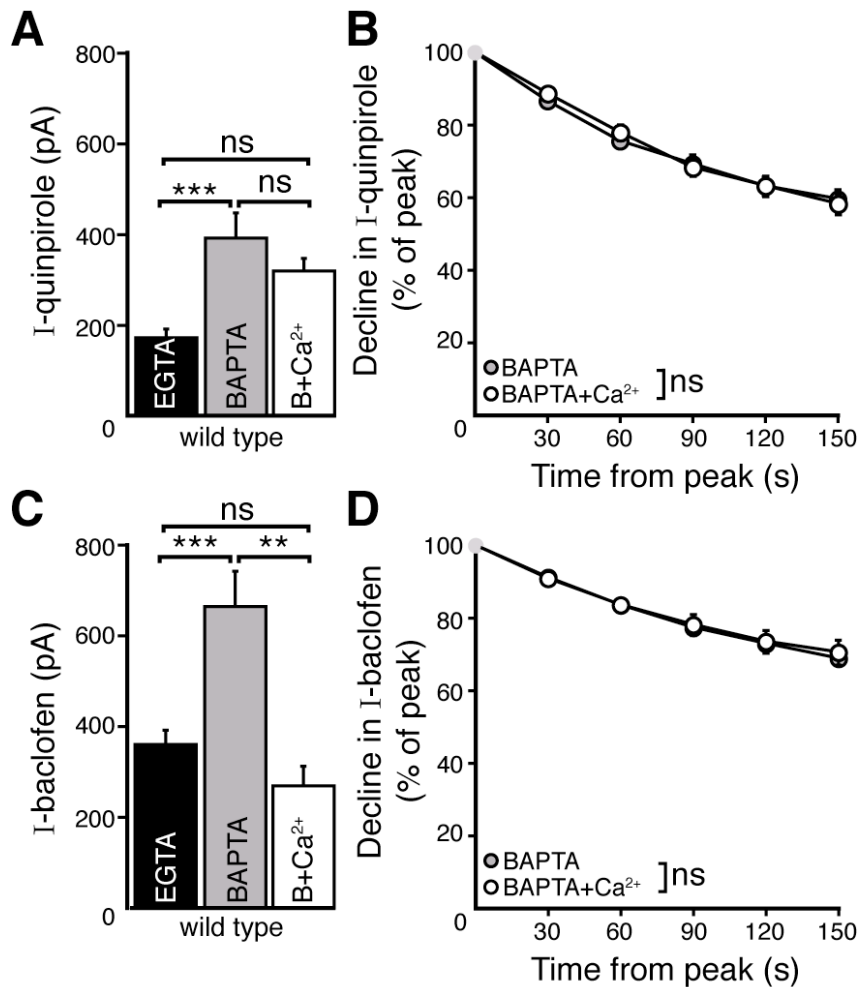 A
800
600
400
200
0
I-quinpirole (pA)
ns
***
ns
EGTA
BAPTA
B+Ca²⁺
wild type
B
100
80
60
40
20
0
Decline in I-quinpirole
(% of peak)
BAPTA
BAPTA+Ca²⁺
]ns
30 60 90 120 150
Time from peak (s)
C
800
600
400
200
0
I-baclofen (pA)
ns
*** **
EGTA
BAPTA
B+Ca²⁺
wild type
D
100
80
60
40
20
0
Decline in I-baclofen
(% of peak)
BAPTA
BAPTA+Ca²⁺
]ns
30 60 90 120 150
Time from peak (s)